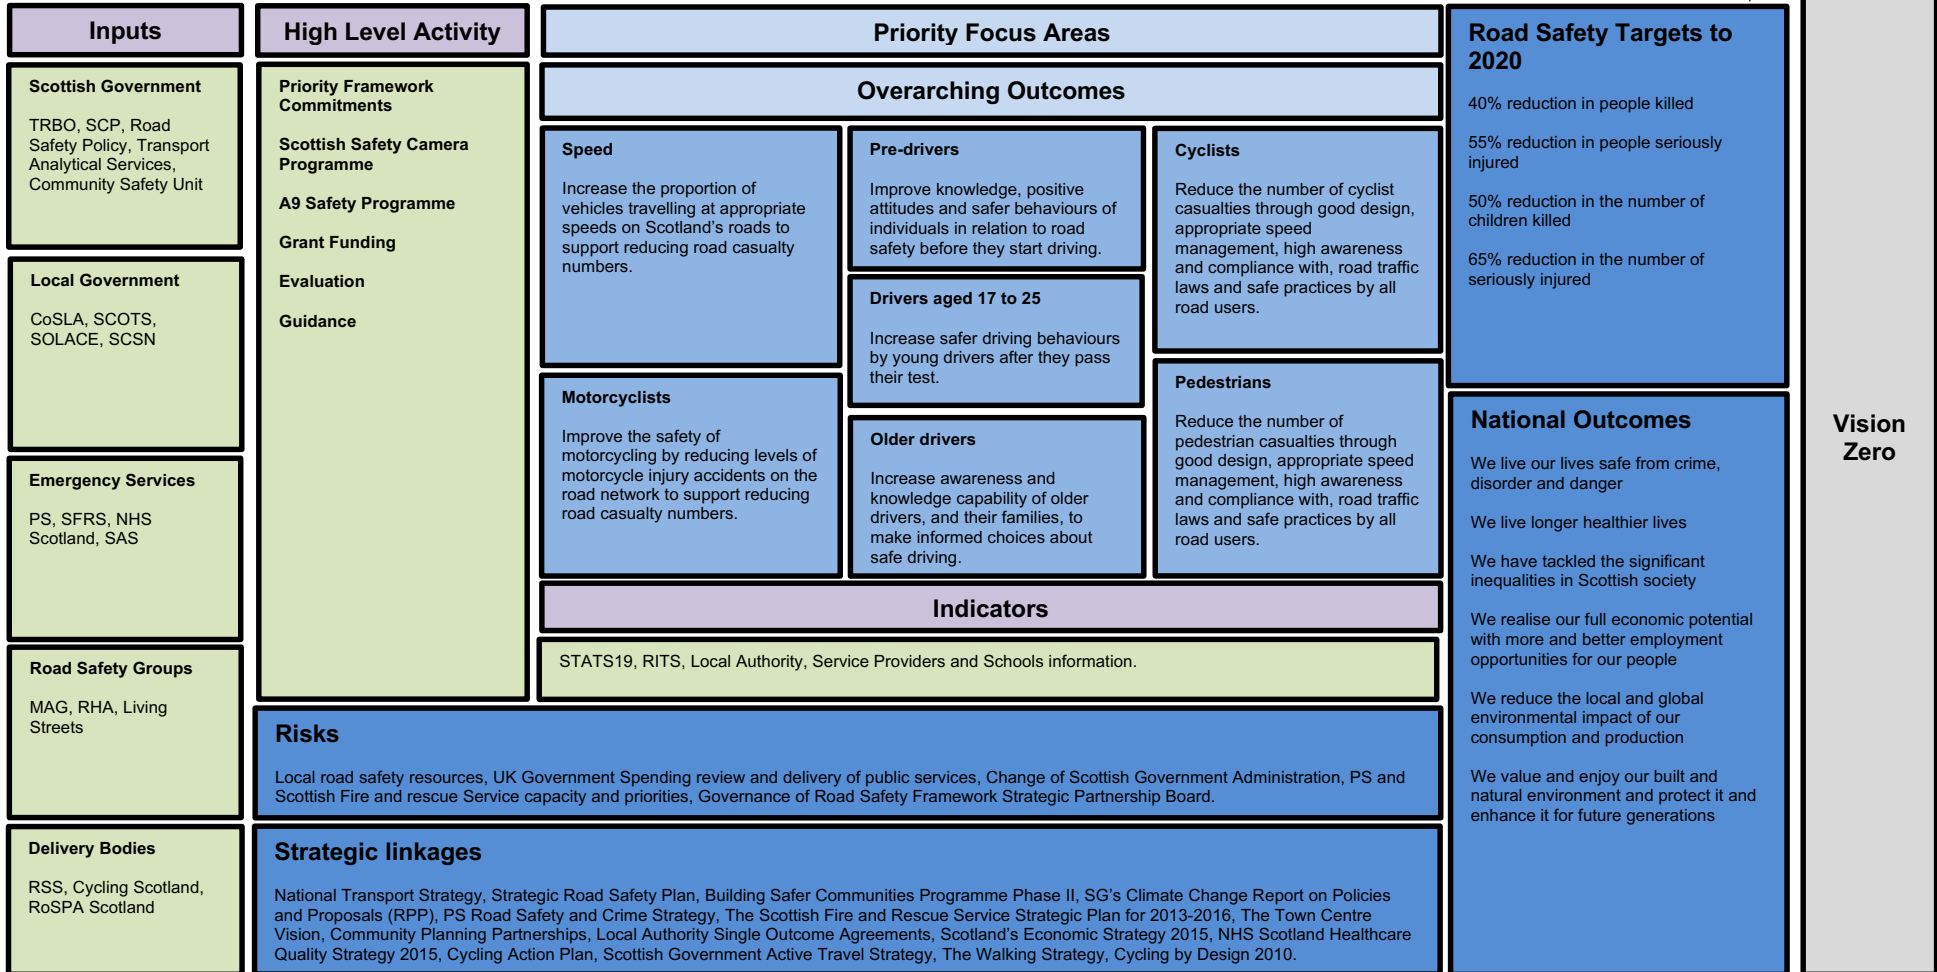 Inputs
Scottish Government
TRBO, SCP, Road
Safety Policy, Transport
Analytical Services,
Community Safety Unit
Local Government
CoSLA, SCOTS,
SOLACE, SCSN
Emergency Services
PS, SFRS, NHS
Scotland, SAS
Road Safety Groups
MAG, RHA, Living
Streets
Delivery Bodies
RSS, Cycling Scotland,
RoSPA Scotland
High Level Activity
Priority Framework
Commitments
Scottish Safety Camera
Programme
A9 Safety Programme
Grant Funding
Evaluation
Guidance
Priority Focus Areas
Overarching Outcomes
Speed
Increase the proportion of
vehicles travelling at appropriate
speeds on Scotland's roads to
support reducing road casualty
numbers.
Motorcyclists
Improve the safety of
motorcycling by reducing levels of
motorcycle injury accidents on the
road network to support reducing
road casualty numbers.
Pre-drivers
Improve knowledge, positive
attitudes and safer behaviours of
individuals in relation to road
safety before they start driving.
Drivers aged 17 to 25
Increase safer driving behaviours
by young drivers after they pass
their test.
Older drivers
Increase awareness and
knowledge capability of older
drivers, and their families, to
make informed choices about
safe driving.
Cyclists
Reduce the number of cyclist
casualties through good design,
appropriate speed
management, high awareness
and compliance with, road traffic
laws and safe practices by all
road users.
Pedestrians
Reduce the number of
pedestrian casualties through
good design, appropriate speed
management, high awareness
and compliance with, road traffic
laws and safe practices by all
road users.
Indicators
STATS19, RITS, Local Authority, Service Providers and Schools information.
Risks
Local road safety resources, UK Government Spending review and delivery of public services, Change of Scottish Government Administration, PS and
Scottish Fire and rescue Service capacity and priorities, Governance of Road Safety Framework Strategic Partnership Board.
Strategic linkages
National Transport Strategy, Strategic Road Safety Plan, Building Safer Communities Programme Phase II, SG's Climate Change Report on Policies
and Proposals (RPP), PS Road Safety and Crime Strategy, The Scottish Fire and Rescue Service Strategic Plan for 2013-2016, The Town Centre
Vision, Community Planning Partnerships, Local Authority Single Outcome Agreements, Scotland's Economic Strategy 2015, NHS Scotland Healthcare
Quality Strategy 2015, Cycling Action Plan, Scottish Government Active Travel Strategy, The Walking Strategy, Cycling by Design 2010.
Road Safety Targets to
2020
40% reduction in people killed
55% reduction in people seriously
injured
50% reduction in the number of
children killed
65% reduction in the number of
seriously injured
National Outcomes
We live our lives safe from crime,
disorder and danger
We live longer healthier lives
We have tackled the significant
inequalities in Scottish society
We realise our full economic potential
with more and better employment
opportunities for our people
We reduce the local and global
environmental impact of our
consumption and production
We value and enjoy our built and
natural environment and protect it and
enhance it for future generations
Vision
Zero